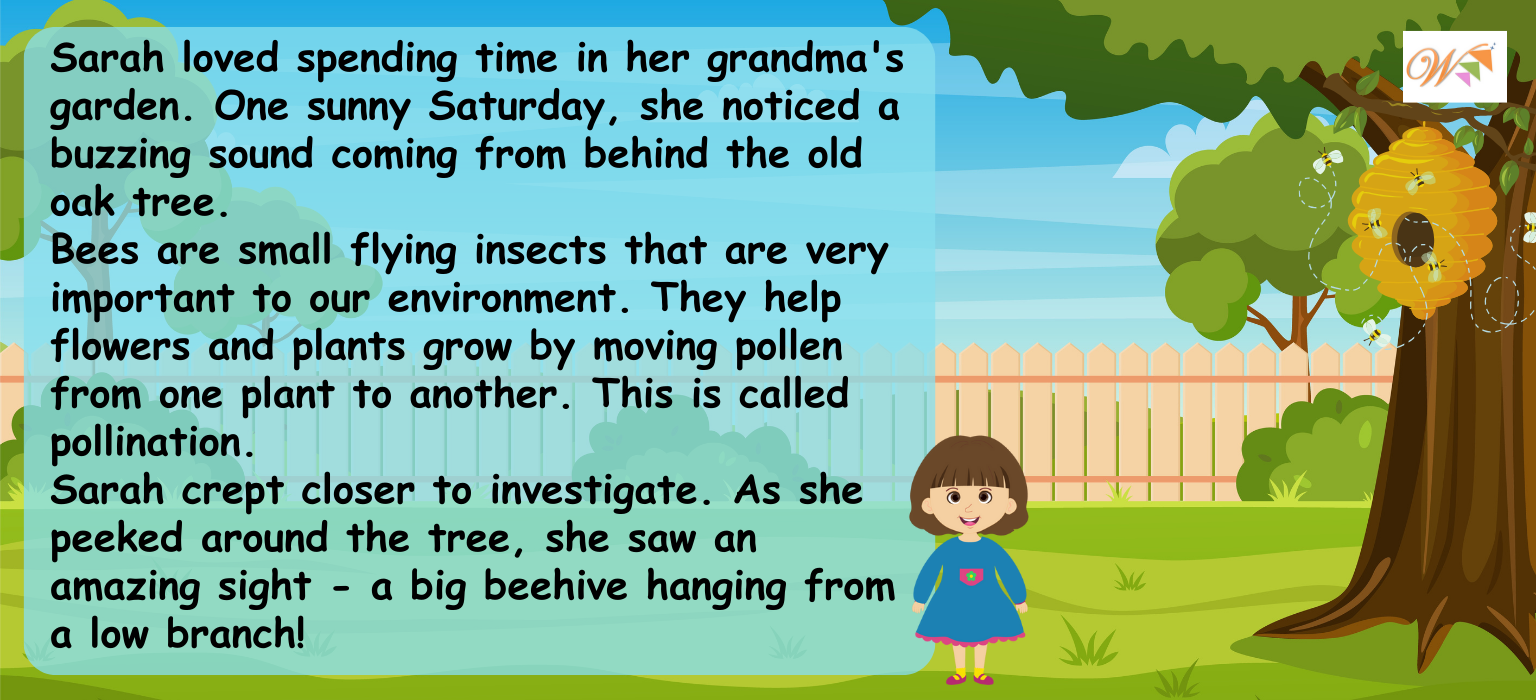 Sarah loved spending time in her grandma's
garden. One sunny Saturday, she noticed a
buzzing sound coming from behind the old
oak tree.
Bees are small flying insects that are very
important to our environment. They help
flowers and plants grow by moving pollen
from one plant to another. This is called
pollination.
Sarah crept closer to investigate. As she
peeked around the tree, she saw an
amazing sight - a big beehive hanging from
a low branch!
W